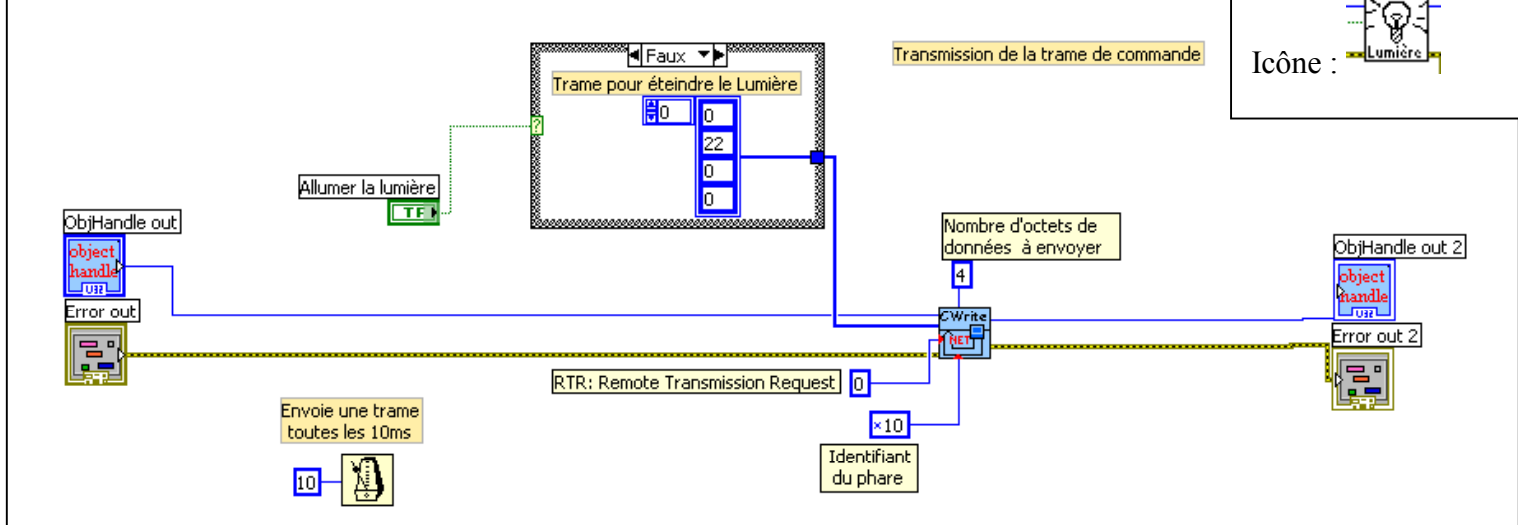 Lumière
Icône :
Faux
Transmission de la trame de commande
Trame pour éteindre le Lumière
0
0
22
0
0
?
Allumer la lumière
TF
ObjHandle out
object
handle
U32
Nombre d'octets de
données à envoyer
4
ObjHandle out 2
object
handle
U32
Error out
CWrite
NET
Error out 2
RTR: Remote Transmission Request
0
Envoie une trame
toutes les 10ms
×10
Identifiant
du phare
10